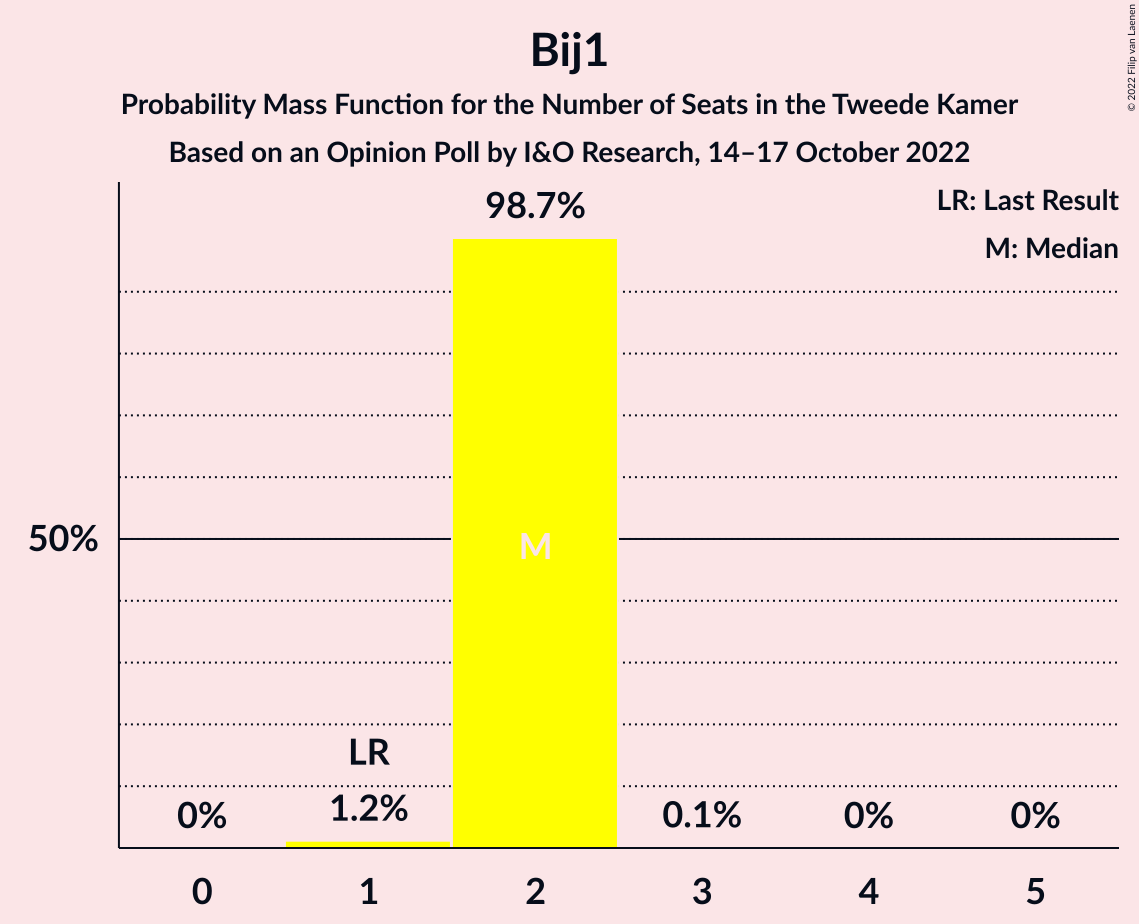 Bij1
Probability Mass Function for the Number of Seats in the Tweede Kamer
Based on an Opinion Poll by I&O Research, 14–17 October 2022
© 2022 Filip van Laenen
LR: Last Result
M: Median
98.7%
50%
M
LR
0%
1.2%
0.1%
0%
0%
0
1
2
3
4
5